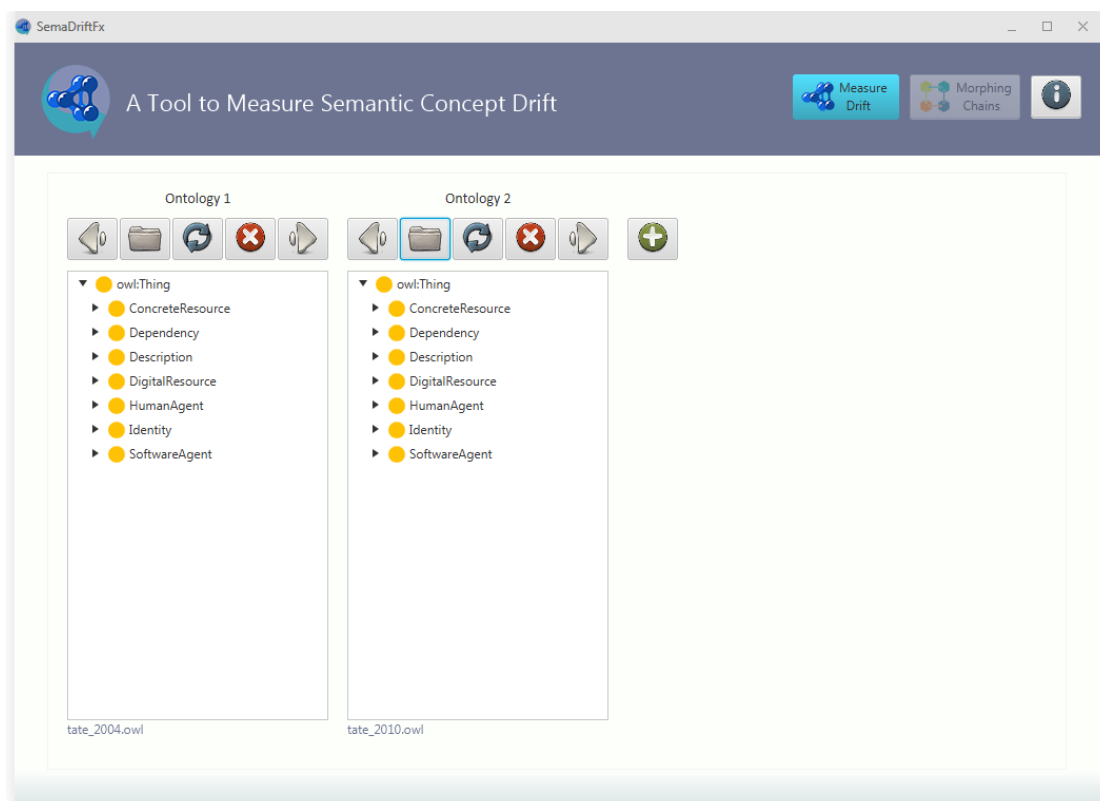 SemaDriftFx
A Tool to Measure Semantic Concept Drift
Measure
Drift
Morphing
Chains
Ontology 1
Ontology 2
owl:Thing
ConcreteResource
Dependency
Description
DigitalResource
HumanAgent
Identity
SoftwareAgent
tate_2004.owl
owl:Thing
ConcreteResource
Dependency
Description
DigitalResource
HumanAgent
Identity
SoftwareAgent
tate_2010.owl